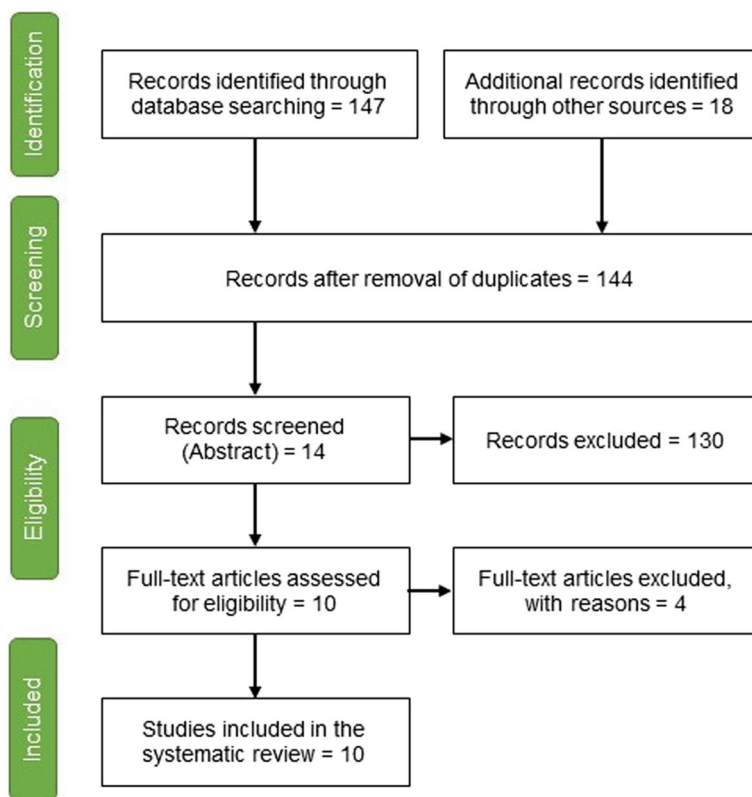 Identification
Records identified through
database searching = 147
Additional records identified
through other sources = 18
Screening
Records after removal of duplicates = 144
Eligibility
Records screened
(Abstract) = 14
Records excluded = 130
Full-text articles assessed
for eligibility = 10
Full-text articles excluded,
with reasons = 4
Included
Studies included in the
systematic review = 10